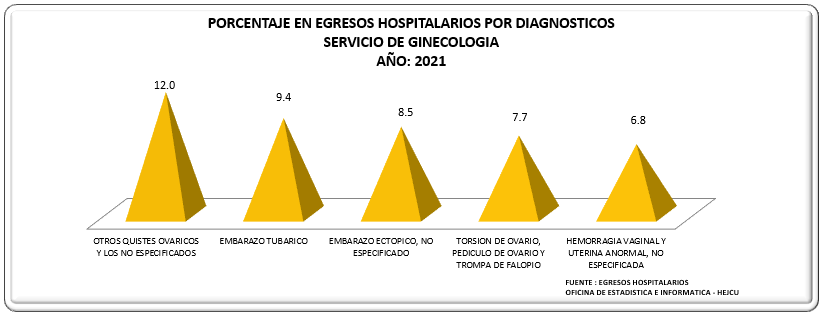 PORCENTAJE EN EGRESOS HOSPITALARIOS POR DIAGNOSTICOS
SERVICIO DE GINECOLOGIA
AÑO: 2021
12.0
9.4
8.5
7.7
6.8
OTROS QUISTES OVARICOS
Y LOS NO ESPECIFICADOS
EMBARAZO TUBARICO
EMBARAZO ECTOPICO, NO
ESPECIFICADO
TORSION DE OVARIO,
PEDICULO DE OVARIO Y
TROMPA DE FALOPIO
HEMORRAGIA VAGINAL Y
UTERINA ANORMAL, NO
ESPECIFICADA
FUENTE : EGRESOS HOSPITALARIOS
OFICINA DE ESTADISTICA E INFORMATICA - HEJCU